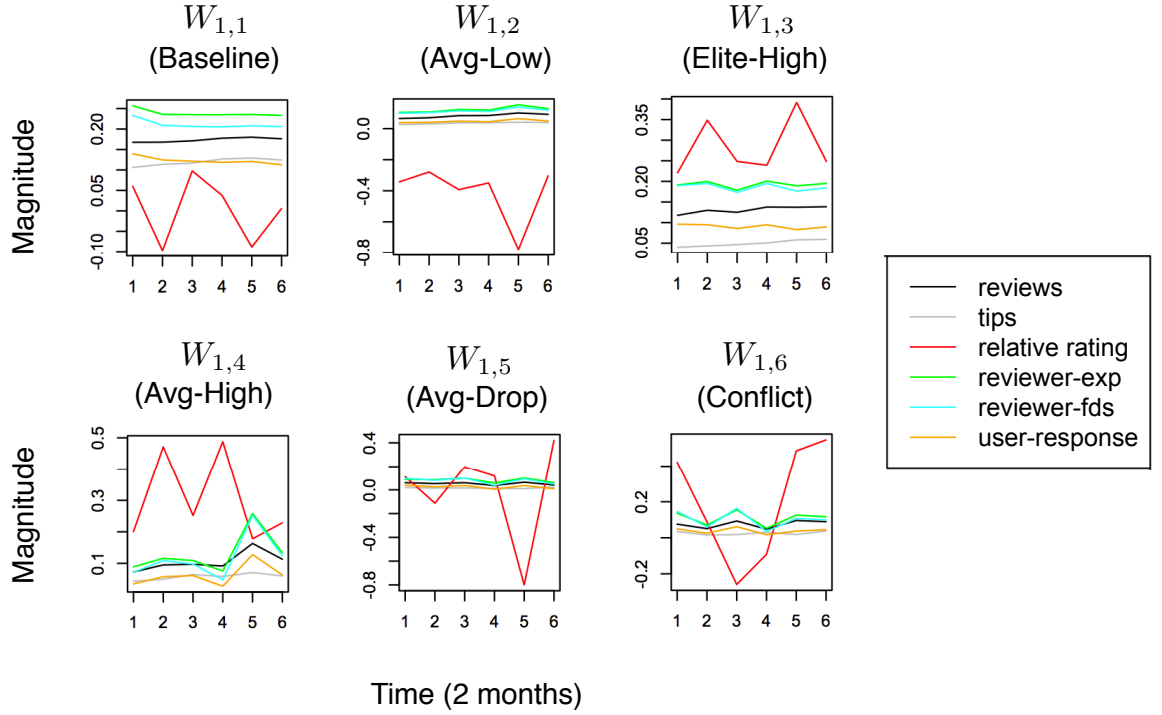 W1,1
(Baseline)
W1,2
(Avg-Low)
W1,3
(Elite-High)
Magnitude
0.20
0.05
-0.10
1 2 3 4 5 6
0.0
-0.4
-0.8
1 2 3 4 5 6
0.35
0.20
0.05
1 2 3 4 5 6
reviews
tips
relative rating
reviewer-exp
reviewer-fds
user-response
W1,4
(Avg-High)
W1,5
(Avg-Drop)
W1,6
(Conflict)
Magnitude
0.5
0.3
0.1
1 2 3 4 5 6
0.4
0.0
-0.4
-0.8
1 2 3 4 5 6
0.2
-0.2
1 2 3 4 5 6
Time (2 months)